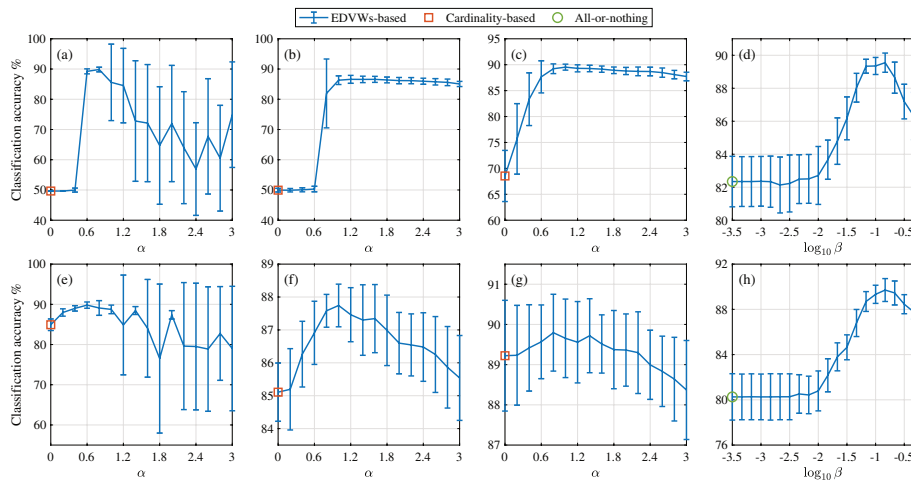 EDVWs-based Cardinality-based All-or-nothing
(a) (b) (c) (d)
Classification accuracy %
100 90 80 70 60 50 40
100 90 80 70 60 50 40
95 90 85 80 75 70 65 60
92 90 88 86 84 82 80
0 0.6 1.2 1.8 2.4 3
0 0.6 1.2 1.8 2.4 3
0 0.6 1.2 1.8 2.4 3
-3.5 -3 -2.5 -2 -1.5 -1 -0.5
α α α log₁₀ β
(e) (f) (g) (h)
Classification accuracy %
100 90 80 70 60
89 88 87 86 85 84
91 90 89 88 87
92 88 84 80 76
0 0.6 1.2 1.8 2.4 3
0 0.6 1.2 1.8 2.4 3
0 0.6 1.2 1.8 2.4 3
-3.5 -3 -2.5 -2 -1.5 -1 -0.5
α α α log₁₀ β